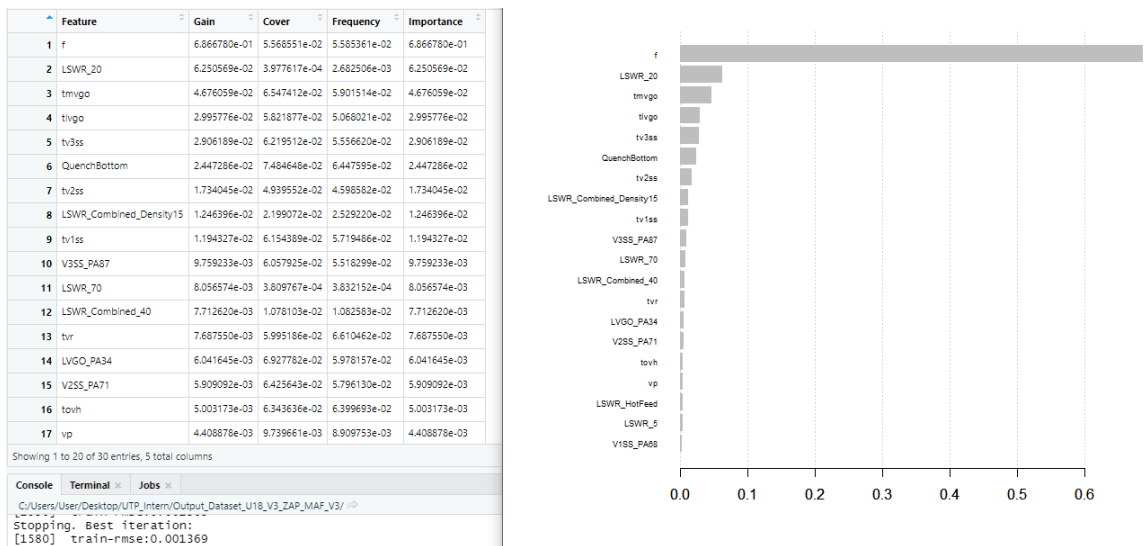 Feature Gain Cover Frequency Importance
1 f 6.866780e-01 5.568551e-02 5.585361e-02 6.866780e-01
2 LSWR_20 6.250569e-02 3.977617e-04 2.682506e-03 6.250569e-02
3 tmvgo 4.676059e-02 6.547412e-02 5.901514e-02 4.676059e-02
4 tlvgo 2.995776e-02 5.821877e-02 5.068021e-02 2.995776e-02
5 tv3ss 2.906189e-02 6.219512e-02 5.556620e-02 2.906189e-02
6 QuenchBottom 2.447286e-02 7.484648e-02 6.447595e-02 2.447286e-02
7 tv2ss 1.734045e-02 4.939552e-02 4.598582e-02 1.734045e-02
8 LSWR_Combined_Density15 1.246396e-02 2.199072e-02 2.529220e-02 1.246396e-02
9 tv1ss 1.194327e-02 6.154389e-02 5.719486e-02 1.194327e-02
10 V3SS_PA87 9.759233e-03 6.057925e-02 5.518299e-02 9.759233e-03
11 LSWR_70 8.056574e-03 3.809767e-04 3.832152e-04 8.056574e-03
12 LSWR_Combined_40 7.712620e-03 1.078103e-02 1.082583e-02 7.712620e-03
13 tvr 7.687550e-03 5.995186e-02 6.610462e-02 7.687550e-03
14 LVGO_PA34 6.041645e-03 6.927782e-02 5.978157e-02 6.041645e-03
15 V2SS_PA71 5.909092e-03 6.425643e-02 5.796130e-02 5.909092e-03
16 tovh 5.003173e-03 6.343636e-02 6.399693e-02 5.003173e-03
17 vp 4.408878e-03 9.739661e-03 8.909753e-03 4.408878e-03
Showing 1 to 20 of 30 entries, 5 total columns
Console Terminal Jobs
C:/Users/User/Desktop/UTP_Intern/Output_Dataset_U18_V3_ZAP_MAF_V3/
Stopping. Best iteration:
[1580] train-rmse:0.001369
f
LSWR_20
tmvgo
tlvgo
tv3ss
QuenchBottom
tv2ss
LSWR_Combined_Density15
tv1ss
V3SS_PA87
LSWR_70
LSWR_Combined_40
tvr
LVGO_PA34
V2SS_PA71
tovh
vp
LSWR_HotFeed
LSWR_5
V1SS_PA68
0.0 0.1 0.2 0.3 0.4 0.5 0.6